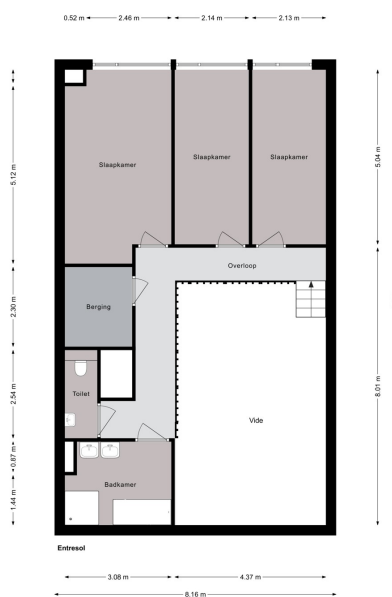 0.52 m 2.46 m 2.14 m 2.13 m
Slaapkamer
Slaapkamer
Slaapkamer
5.12 m
5.04 m
Overloop
Berging
2.30 m
Toilet
2.54 m
Vide
8.01 m
0.87 m
Badkamer
1.44 m
Entresol
3.08 m 4.37 m
8.16 m